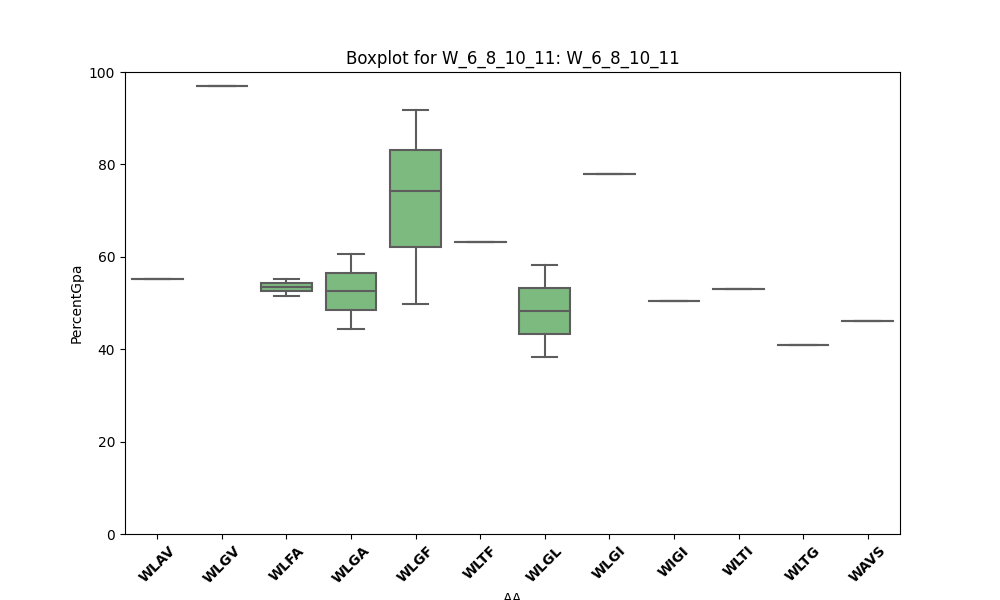 Boxplot for W_6_8_10_11: W_6_8_10_11
100
80
60
40
20
0
PercentGpa
WLAV
WLGV
WLFA
WLGA
WLGF
WLTF
WLGL
WLGI
WIGI
WLTI
WLTG
WAVS
AA